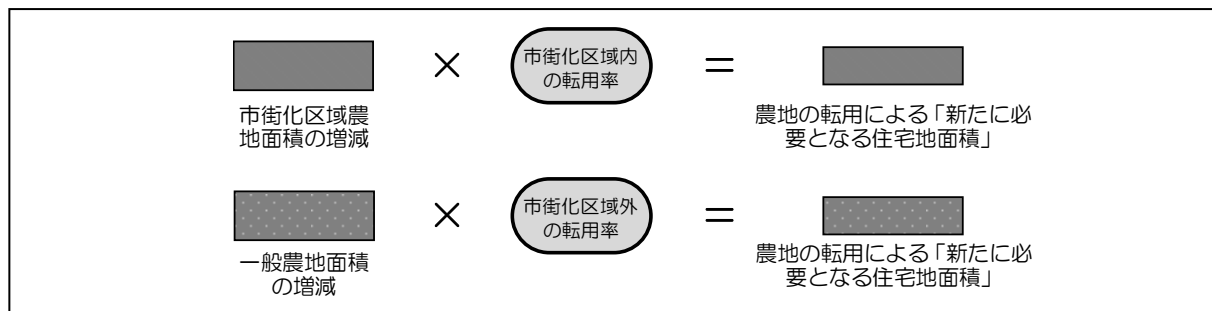 市街化区域内
の転用率
×
=
市街化区域農
地面積の増減
農地の転用による「新たに必
要となる住宅地面積」
市街化区域外
の転用率
×
=
一般農地面積
の増減
農地の転用による「新たに必
要となる住宅地面積」